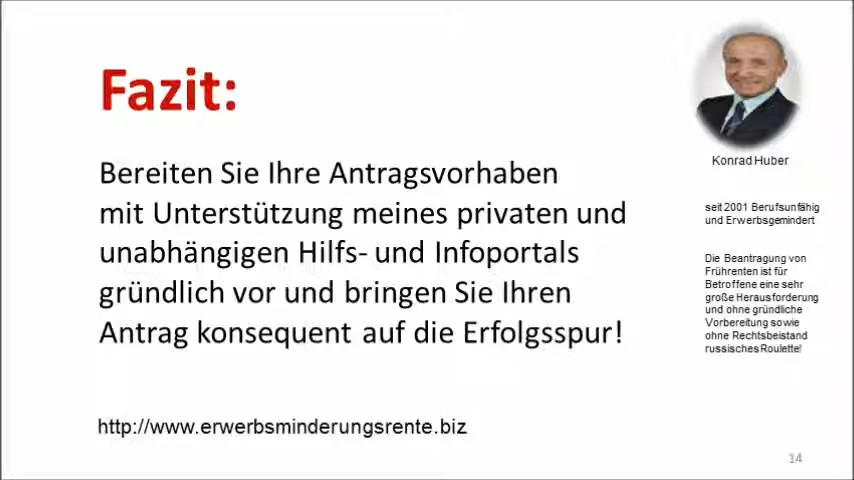 Fazit:
Bereiten Sie Ihre Antragsvorhaben
mit Unterstützung meines privaten und
unabhängigen Hilfs- und Infoportals
gründlich vor und bringen Sie Ihren
Antrag konsequent auf die Erfolgsspur!
http://www.erwerbsminderungsrente.biz
Konrad Huber
seit 2001 Berufsunfähig
und Erwerbsgemindert
Die Beantragung von
Frührenten ist für
Betroffene eine sehr
große Herausforderung
und ohne gründliche
Vorbereitung sowie
ohne Rechtsbeistand
russisches Roulette!
14